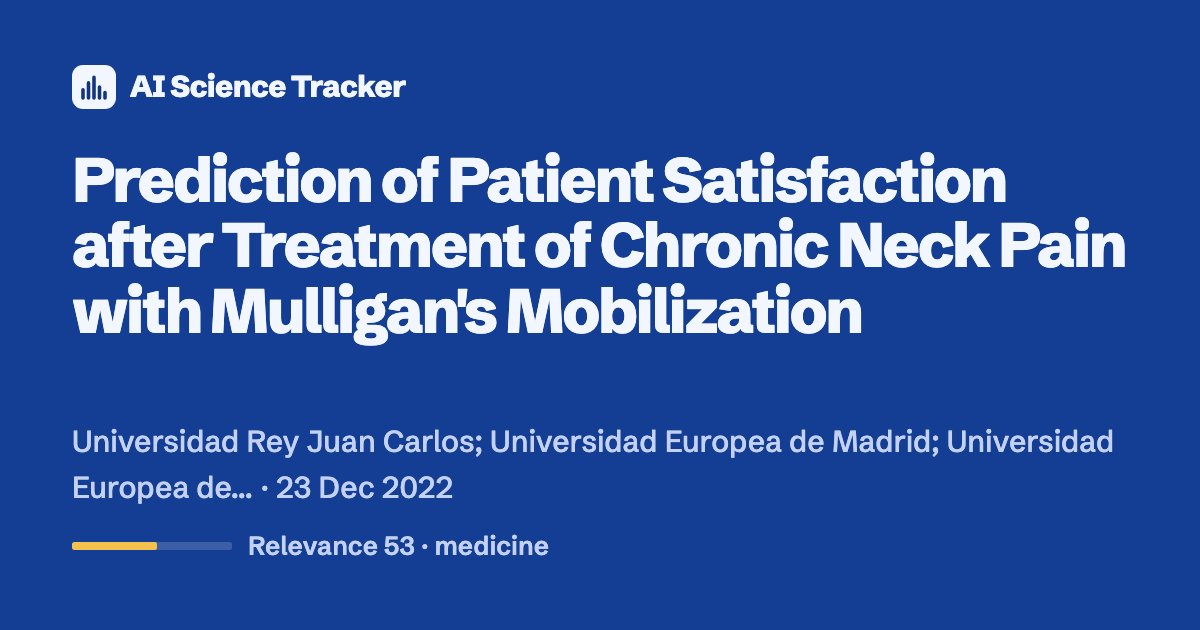 AI Science Tracker
Prediction of Patient Satisfaction
after Treatment of Chronic Neck Pain
with Mulligan's Mobilization
Universidad Rey Juan Carlos; Universidad Europea de Madrid; Universidad
Europea de... · 23 Dec 2022
Relevance 53 · medicine